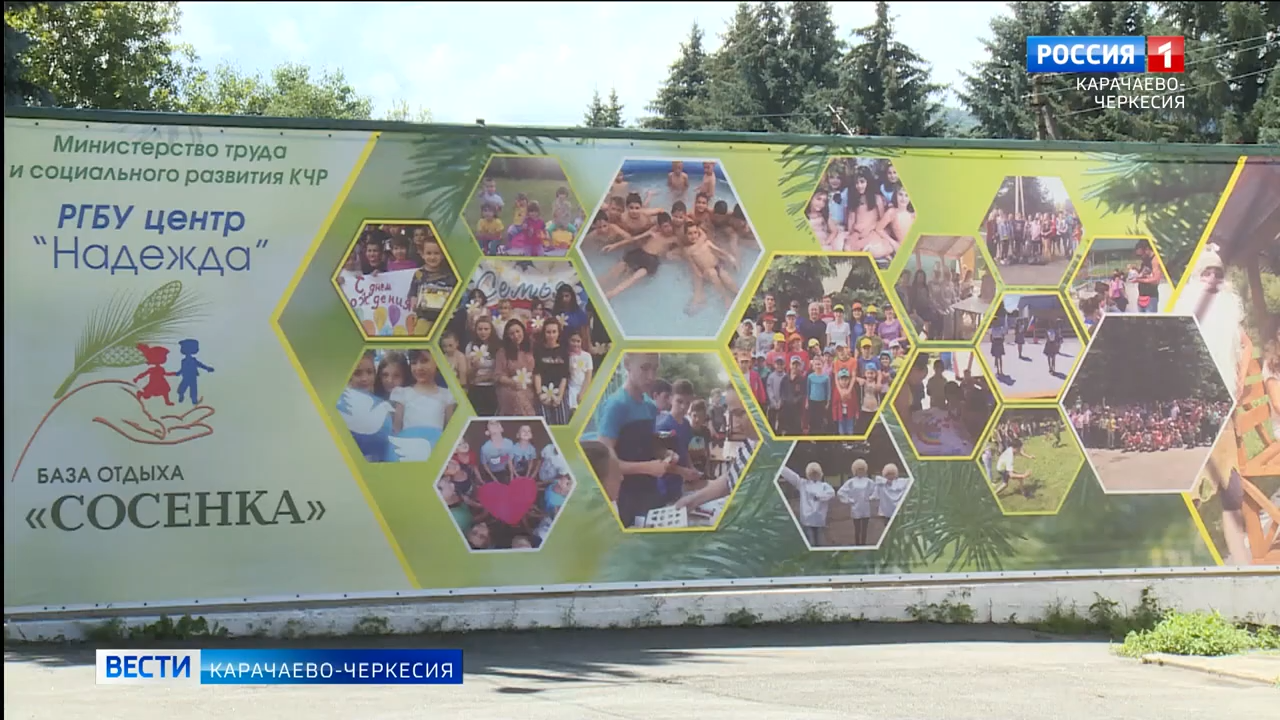 РОССИЯ 1
КАРАЧАЕВО-
ЧЕРКЕСИЯ
Министерство труда
и социального развития КЧР
РГБУ центр
"Надежда"
БАЗА ОТДЫХА
«СОСЕНКА»
С днем
рождения
Семья
ВЕСТИ КАРАЧАЕВО-ЧЕРКЕСИЯ